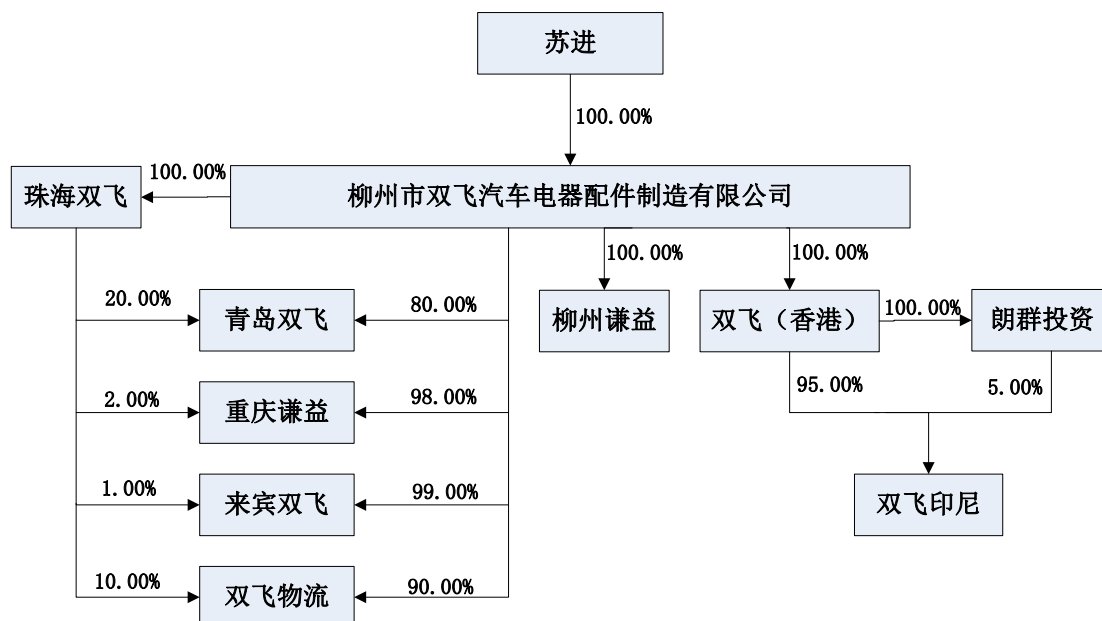 苏进
100.00%
珠海双飞
100.00%
柳州市双飞汽车电器配件制造有限公司
100.00%
100.00%
20.00%
青岛双飞
80.00%
柳州谦益
双飞（香港）
100.00%
朗群投资
2.00%
重庆谦益
98.00%
95.00%
5.00%
1.00%
来宾双飞
99.00%
双飞印尼
10.00%
双飞物流
90.00%